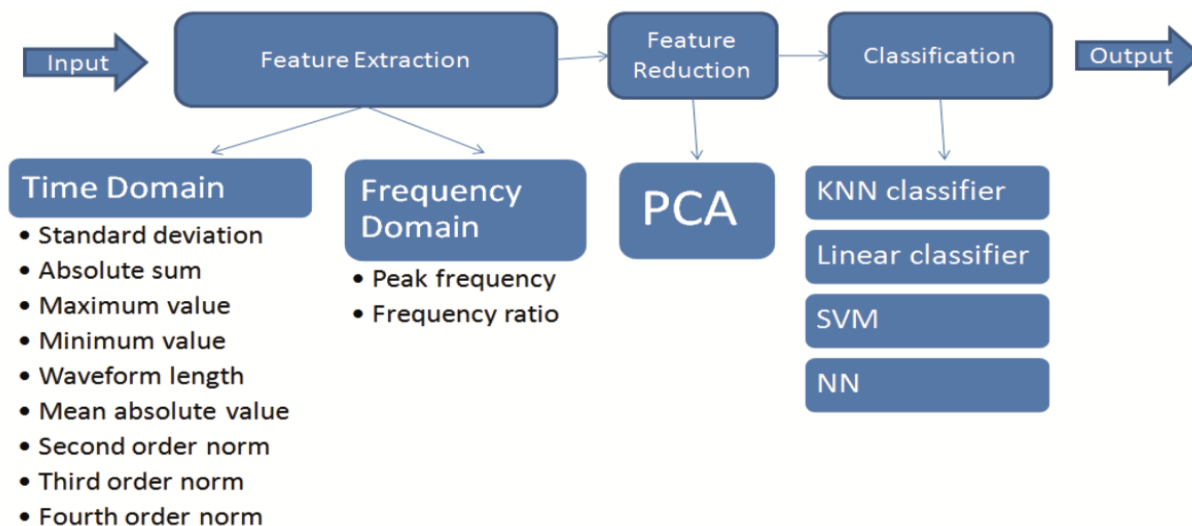 Input
Feature Extraction
Feature
Reduction
Classification
Output
Time Domain
• Standard deviation
• Absolute sum
• Maximum value
• Minimum value
• Waveform length
• Mean absolute value
• Second order norm
• Third order norm
• Fourth order norm
Frequency
Domain
• Peak frequency
• Frequency ratio
PCA
KNN classifier
Linear classifier
SVM
NN